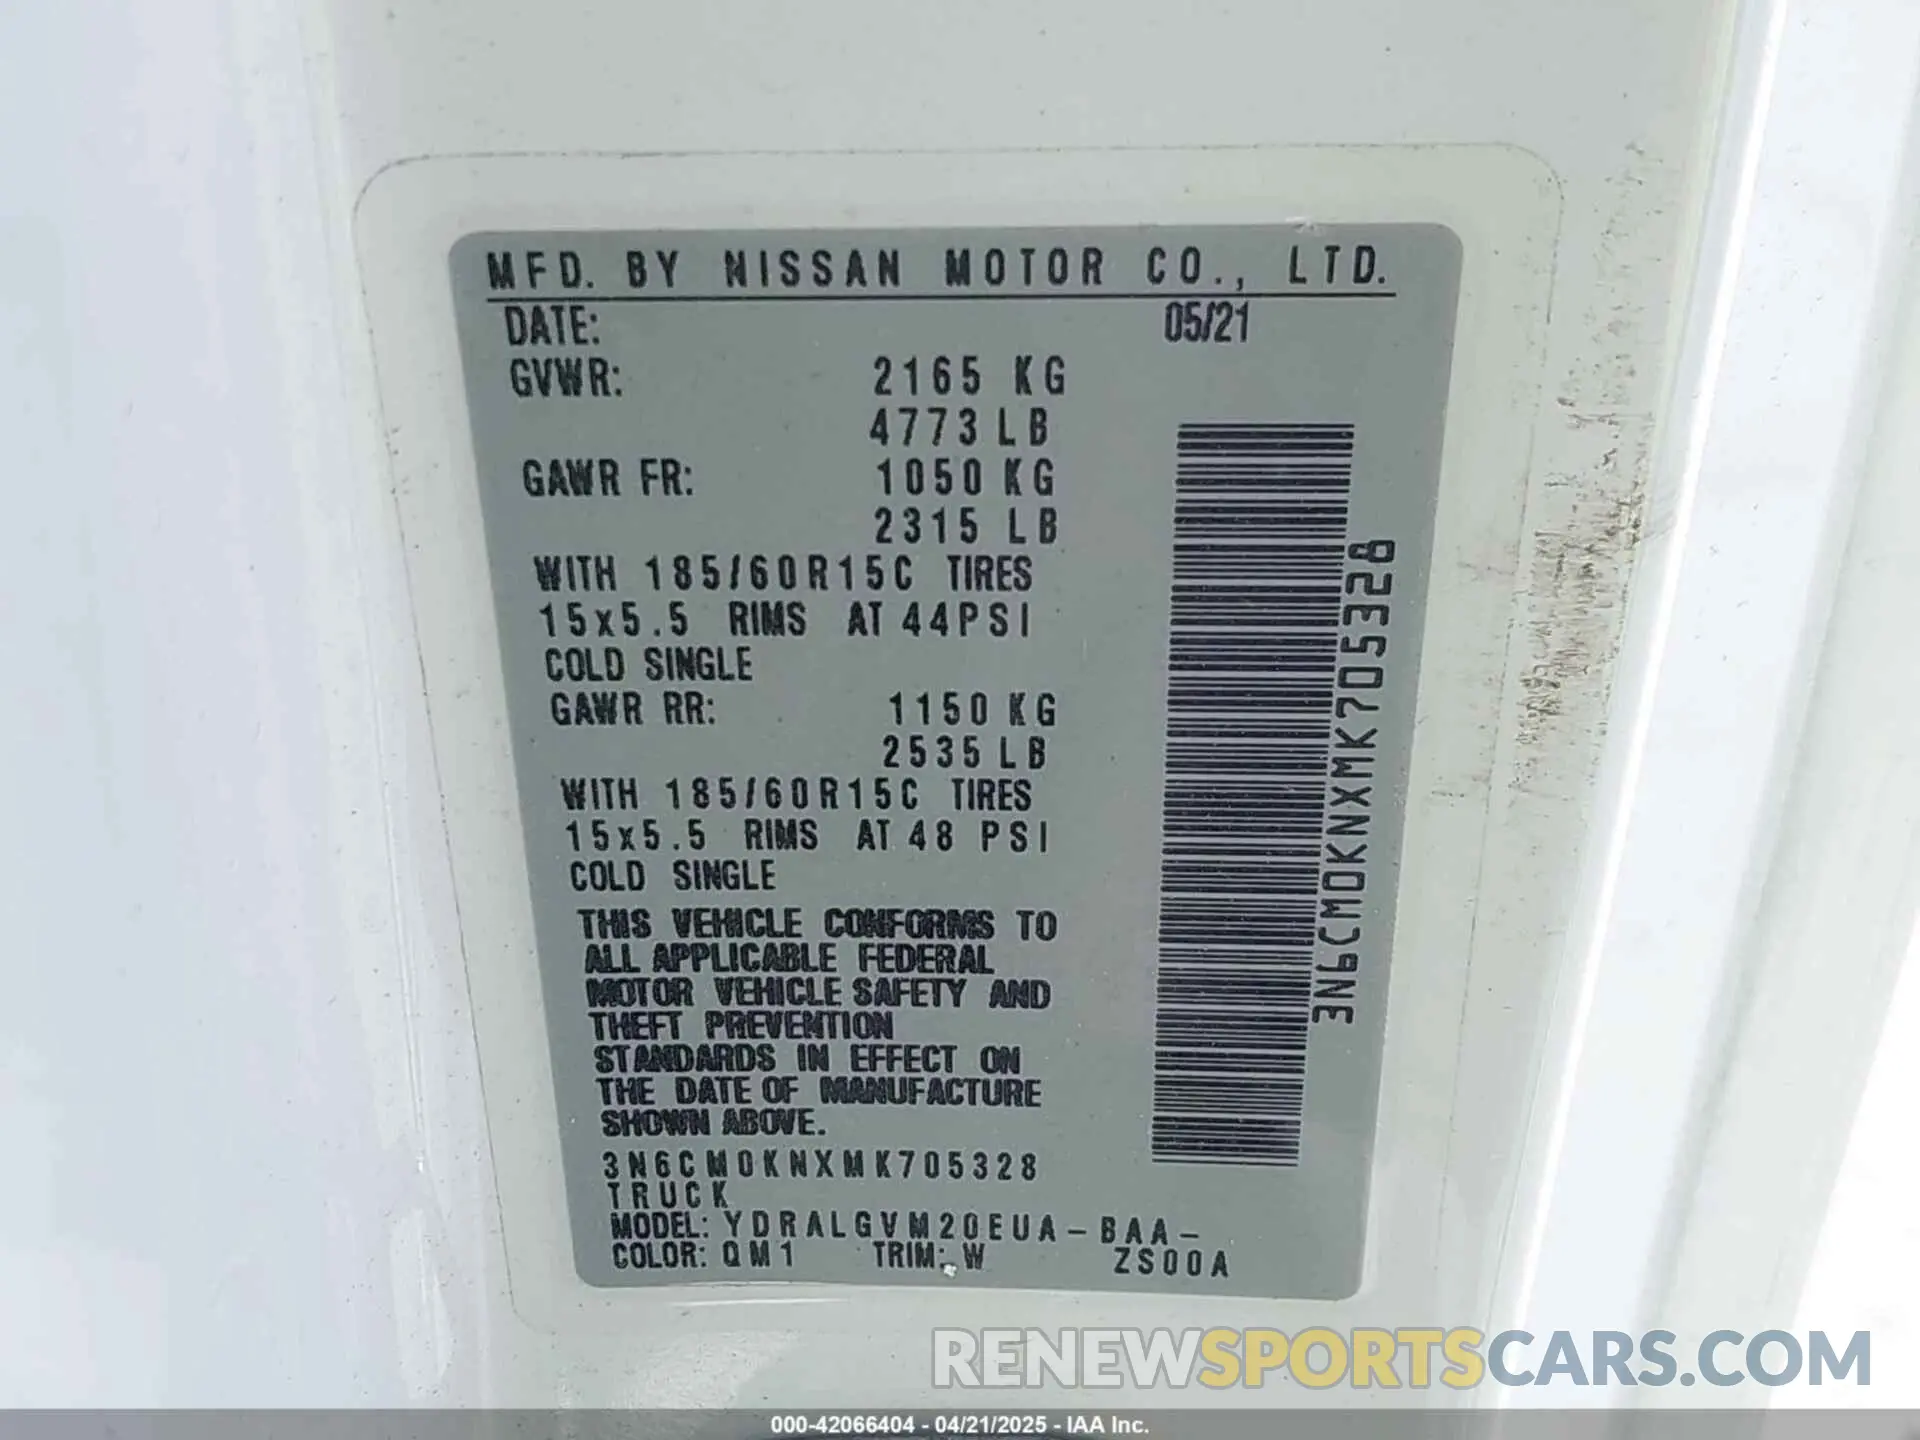 MFD. BY NISSAN MOTOR CO., LTD.
DATE: 05/21
GVWR: 2165 KG
4773 LB
GAWR FR: 1050 KG
2315 LB
WITH 185/60R15C TIRES
15x5.5 RIMS AT 44PSI
COLD SINGLE
GAWR RR: 1150 KG
2535 LB
WITH 185/60R15C TIRES
15x5.5 RIMS AT 48 PSI
COLD SINGLE
THIS VEHICLE CONFORMS TO
ALL APPLICABLE FEDERAL
MOTOR VEHICLE SAFETY AND
THEFT PREVENTION
STANDARDS IN EFFECT ON
THE DATE OF MANUFACTURE
SHOWN ABOVE.
3N6CM0KNXMK705328
TRUCK
MODEL: YDRALGVM20EUA-BAA-
COLOR: QM1 TRIM: W ZS00A
3N6CM0KNXMK705328
RENEWSPORTSCARS.COM
000-42066404 - 04/21/2025 - IAA Inc.